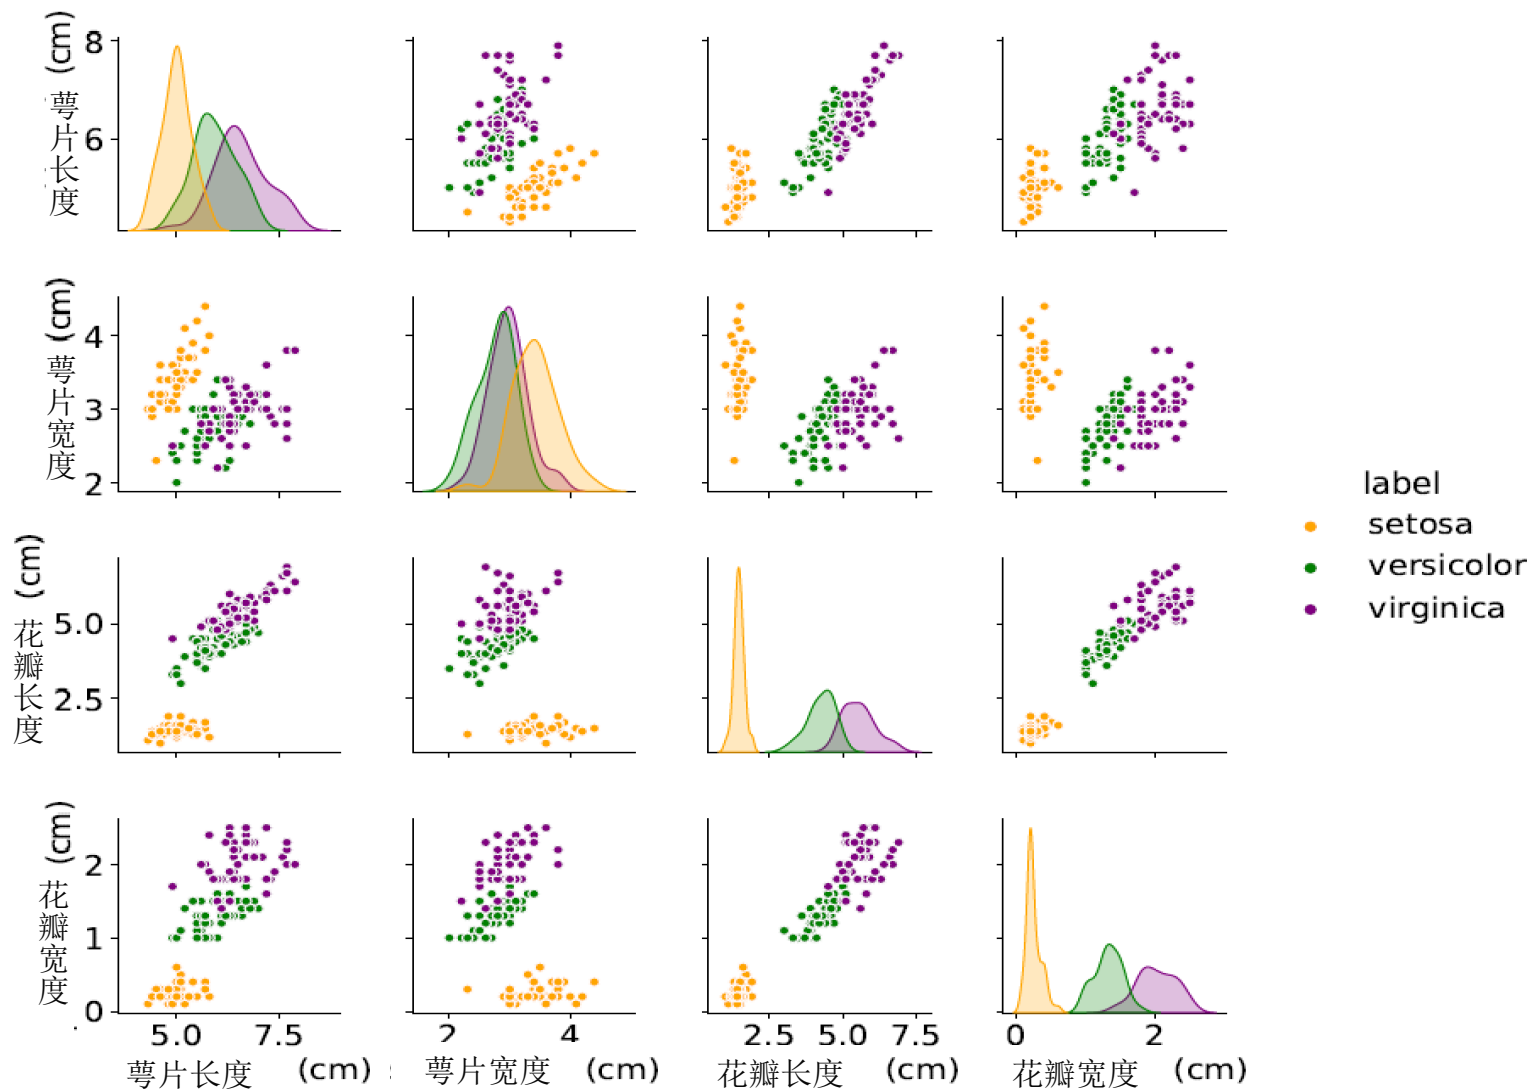 (cm)
萼片长度
8
6
(cm)
萼片宽度
4
3
2
(cm)
花瓣长度
5.0
2.5
(cm)
花瓣宽度
2
1
0
5.0 7.5 2 4 2.5 5.0 7.5 0 2
萼片长度 (cm) 萼片宽度 (cm) 花瓣长度 (cm) 花瓣宽度 (cm)
label
setosa
versicolor
virginica